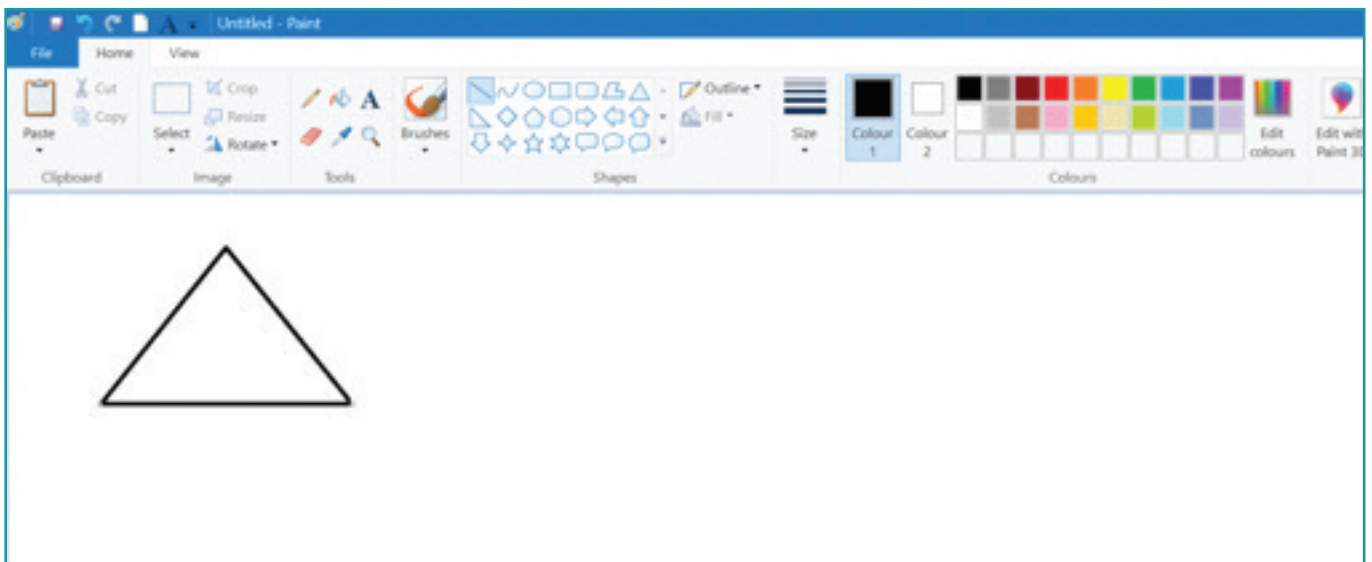 Untitled - Paint
File Home View
Paste
Cut
Copy
Clipboard
Select
Crop
Resize
Rotate
Image
A
Tools
Brushes
Outline
Fill
Shapes
Size
Colour 1
Colour 2
Edit colours
Colours
Edit wit
Paint 3D